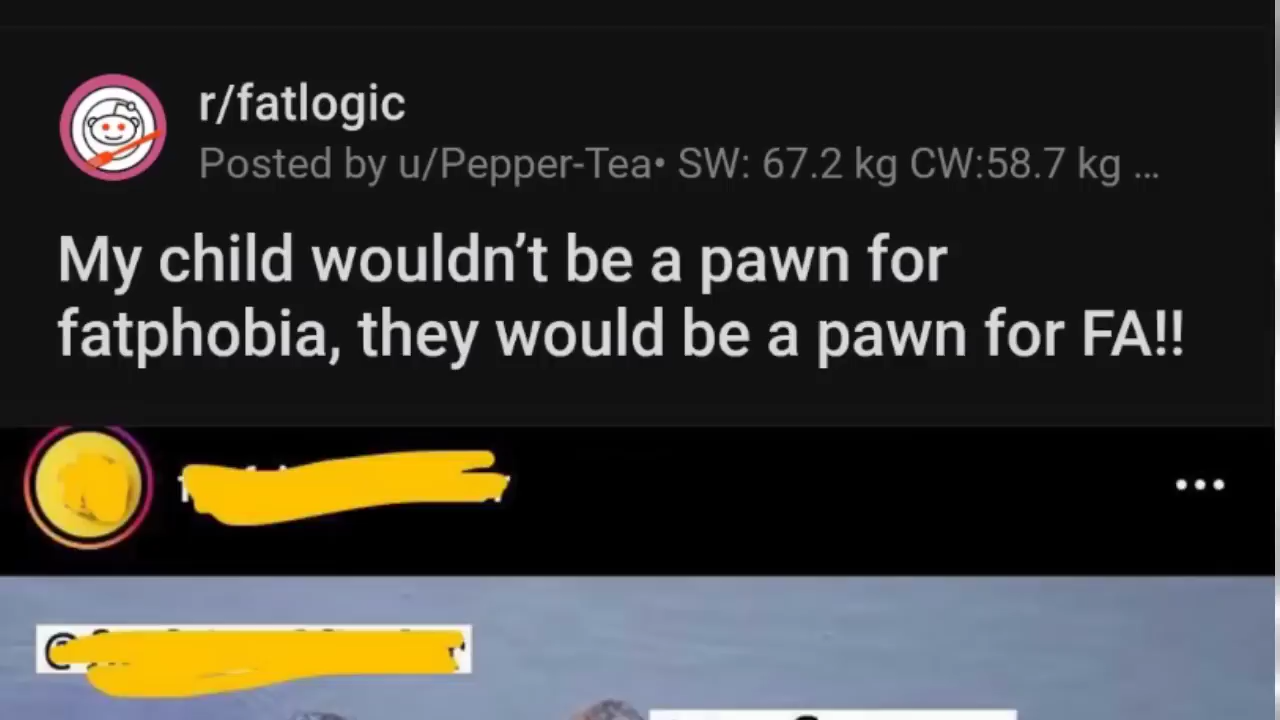 r/fatlogic
Posted by u/Pepper-Tea• SW: 67.2 kg CW:58.7 kg ...
My child wouldn’t be a pawn for
fatphobia, they would be a pawn for FA!!